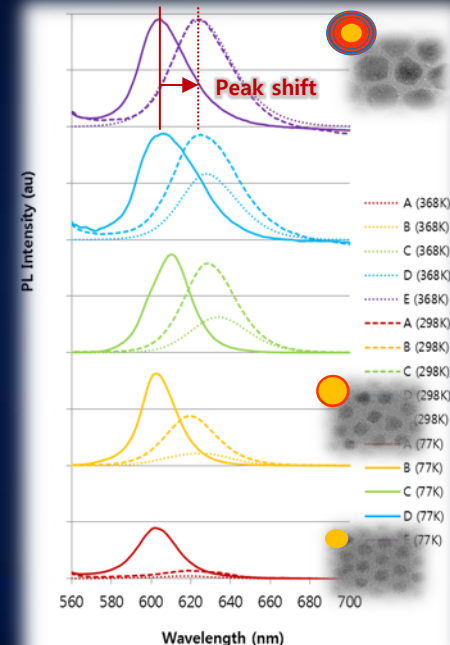 Peak shift
PL Intensity (au)
A (368K)
B (368K)
C (368K)
D (368K)
E (368K)
A (298K)
B (298K)
C (298K)
D (298K)
(298K)
A (77K)
B (77K)
C (77K)
D (77K)
E (77K)
560 580 600 620 640 660 680 700
Wavelength (nm)